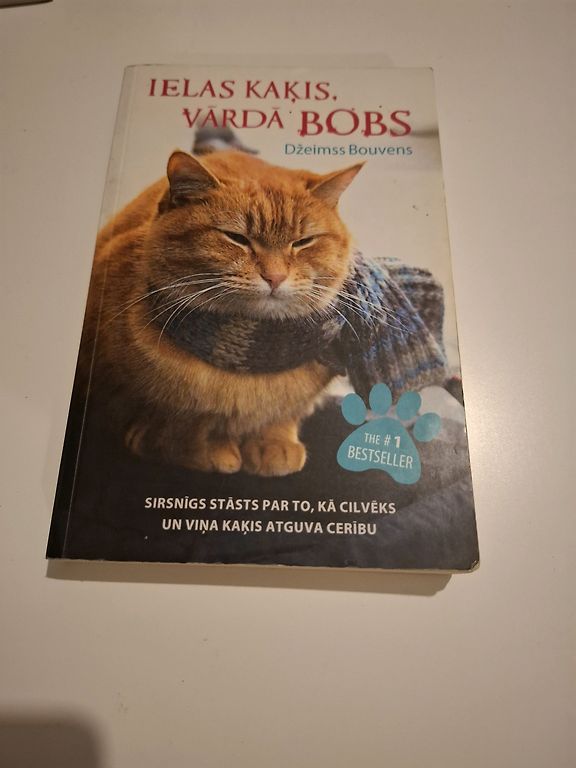 IELAS KAĶIS,
VĀRDĀ BOBS
Džeimss Bouvens
THE # 1
BESTSELLER
SIRSNĪGS STĀSTS PAR TO, KĀ CILVĒKS
UN VIŅA KAĶIS ATGUVA CERĪBU